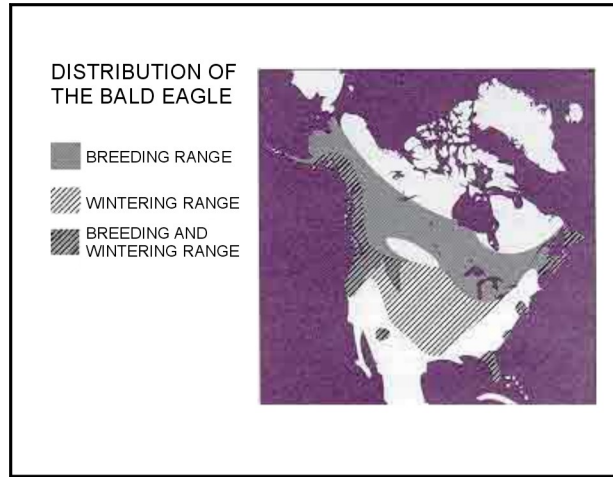 DISTRIBUTION OF
THE BALD EAGLE
BREEDING RANGE
WINTERING RANGE
BREEDING AND
WINTERING RANGE